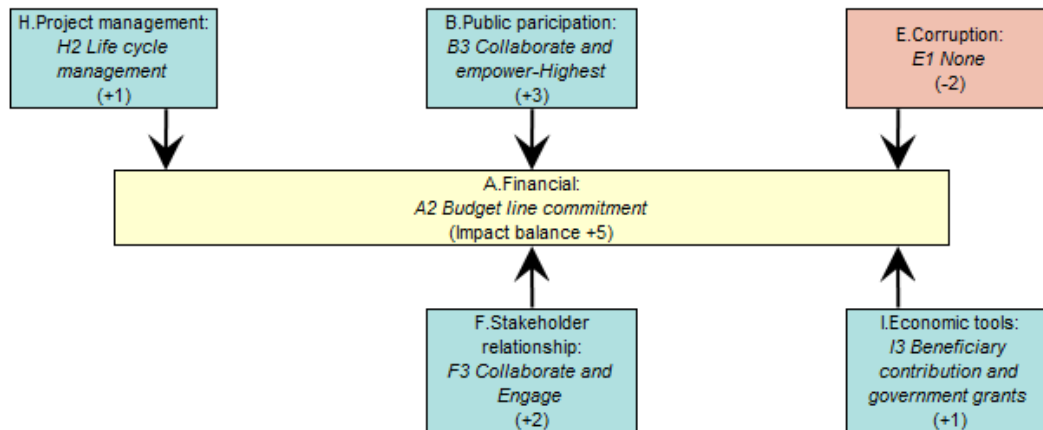 H.Project management:
H2 Life cycle
management
(+1)
B.Public paricipation:
B3 Collaborate and
empower-Highest
(+3)
E.Corruption:
E1 None
(-2)
A.Financial:
A2 Budget line commitment
(Impact balance +5)
F.Stakeholder
relationship:
F3 Collaborate and
Engage
(+2)
I.Economic tools:
I3 Beneficiary
contribution and
government grants
(+1)